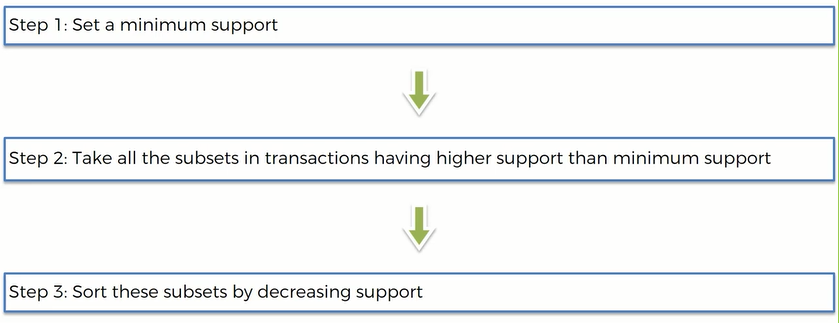 Step 1: Set a minimum support
Step 2: Take all the subsets in transactions having higher support than minimum support
Step 3: Sort these subsets by decreasing support